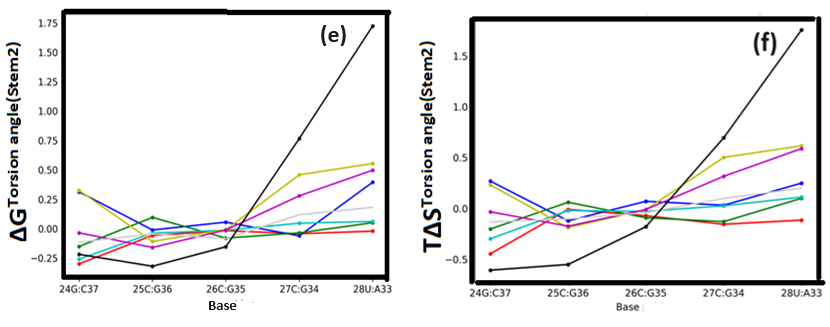 (e)
ΔG^Torsion angle(Stem2)
1.75
1.50
1.25
1.00
0.75
0.50
0.25
0.00
−0.25
24G:C37 25C:G36 26C:G35 27C:G34 28U:A33
Base
(f)
TΔS^Torsion angle(Stem2)
1.5
1.0
0.5
0.0
−0.5
24G:C37 25C:G36 26C:G35 27C:G34 28U:A33
Base